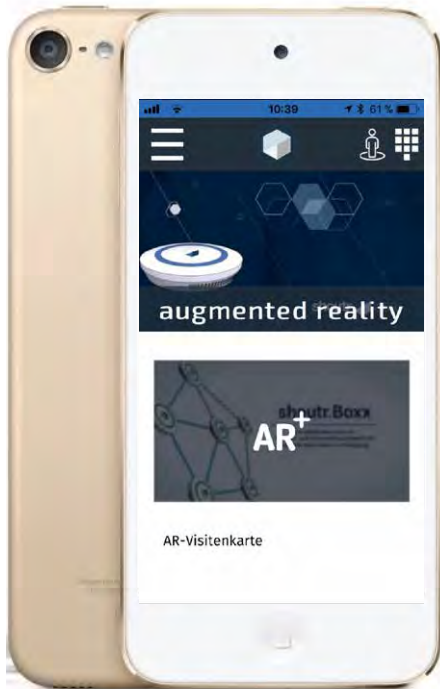 10:39
61%
augmented reality
shoutr.Boxx
AR+
AR-Visitenkarte